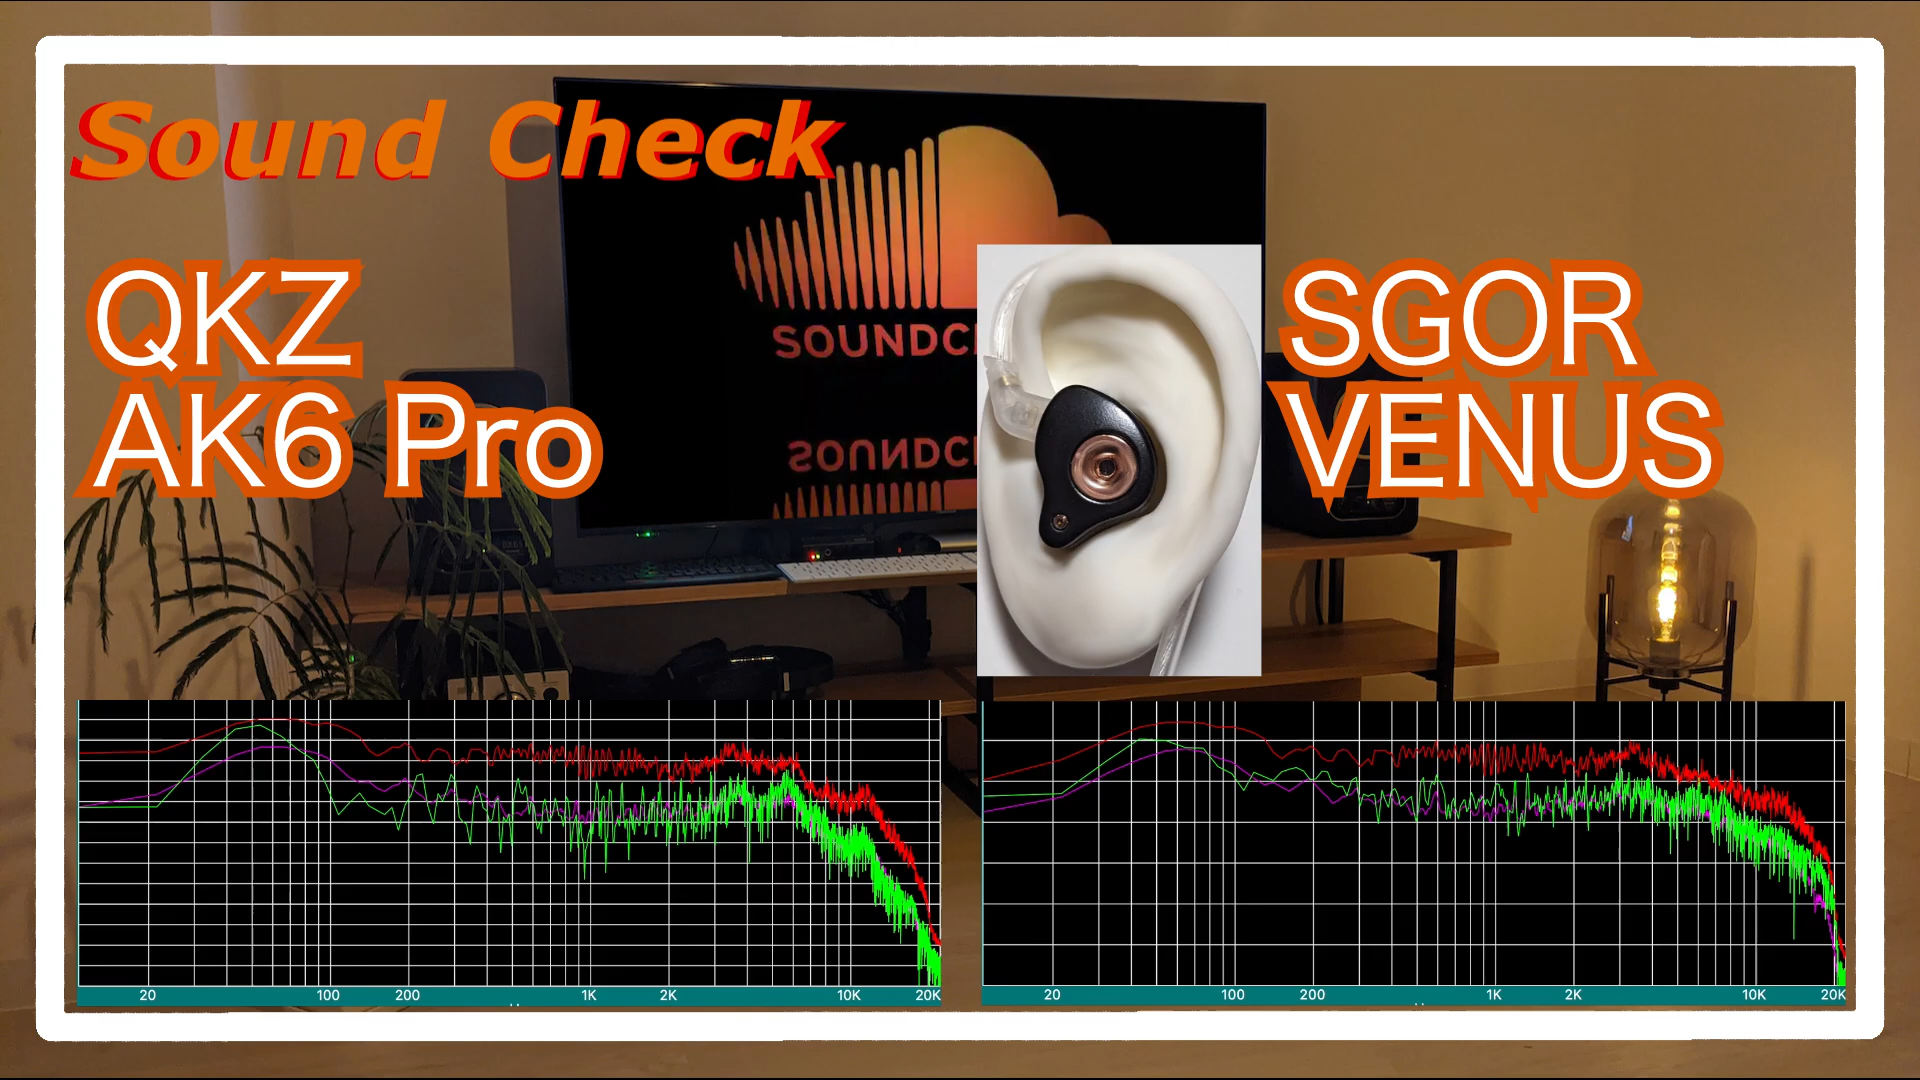 Sound Check
QKZ
AK6 Pro
SGOR
VENUS
SOUNDC
20 100 200 1K 2K 10K 20K
20 100 200 1K 2K 10K 20K